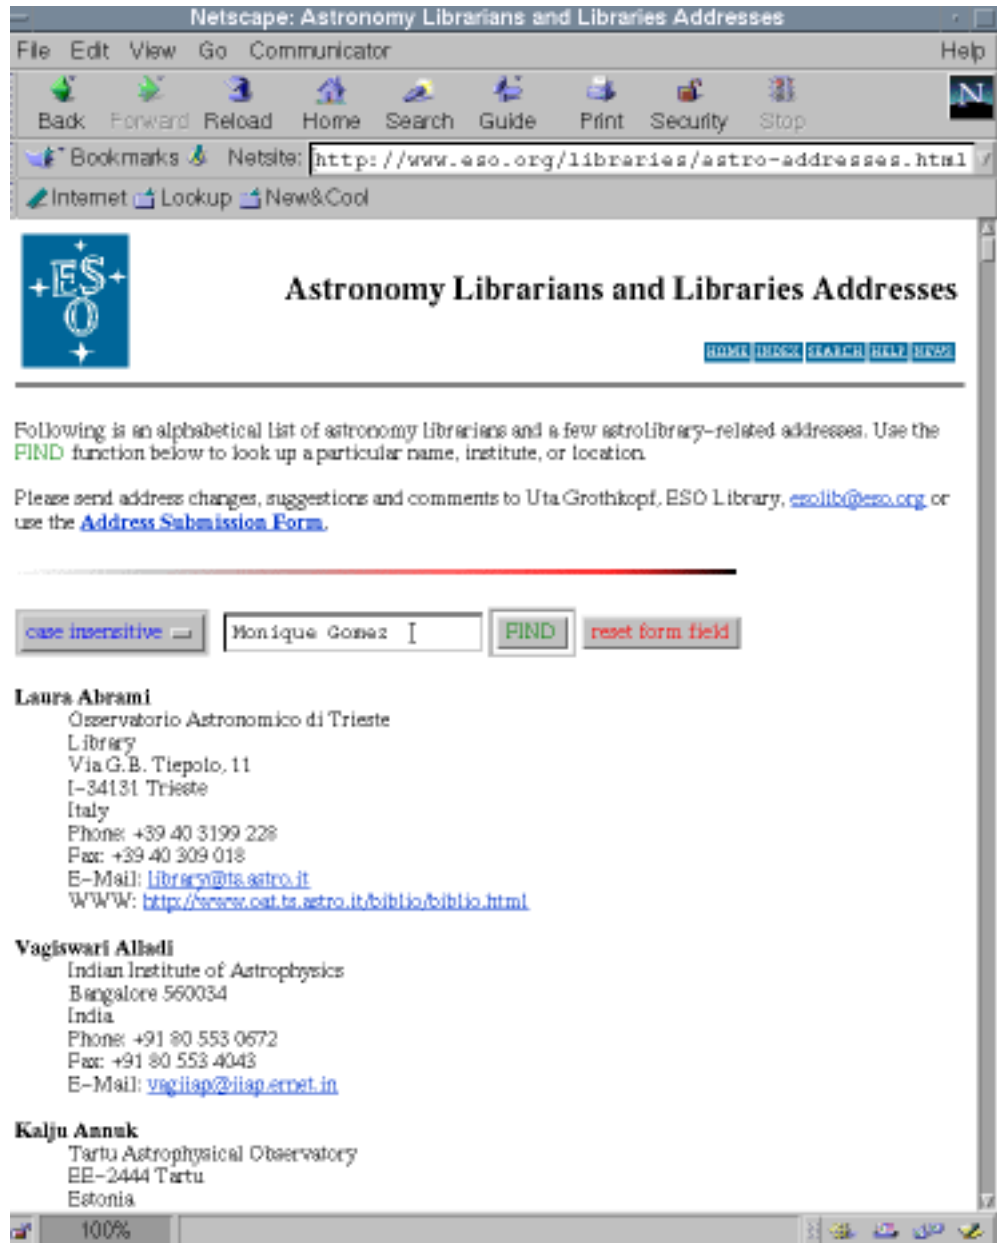 Netscape: Astronomy Librarians and Libraries Addresses
File Edit View Go Communicator Help
Back Forward Reload Home Search Guide Print Security Stop
N
Bookmarks Netsite: http://www.eso.org/libraries/astro-addresses.html
Internet Lookup New&Cool
ESO
Astronomy Librarians and Libraries Addresses
HOME INDEX SEARCH HELP NEWS
Following is an alphabetical list of astronomy librarians and a few astrolibrary-related addresses. Use the
FIND function below to look up a particular name, institute, or location.
Please send address changes, suggestions and comments to Uta Grothkopf, ESO Library, esolib@eso.org or
use the Address Submission Form.
case insensitive Monique Gomez FIND reset form field
Laura Abrami
Osservatorio Astronomico di Trieste
Library
Via G.B. Tiepolo, 11
I-34131 Trieste
Italy
Phone: +39 40 3199 228
Fax: +39 40 309 018
E-Mail: library@ts.astro.it
WWW: http://www.oat.ts.astro.it/biblio/biblio.html
Vagiswari Alladi
Indian Institute of Astrophysics
Bangalore 560034
India
Phone: +91 80 553 0672
Fax: +91 80 553 4043
E-Mail: vagiiap@iiap.ernet.in
Kalju Annuk
Tartu Astrophysical Observatory
EE-2444 Tartu
Estonia
100%